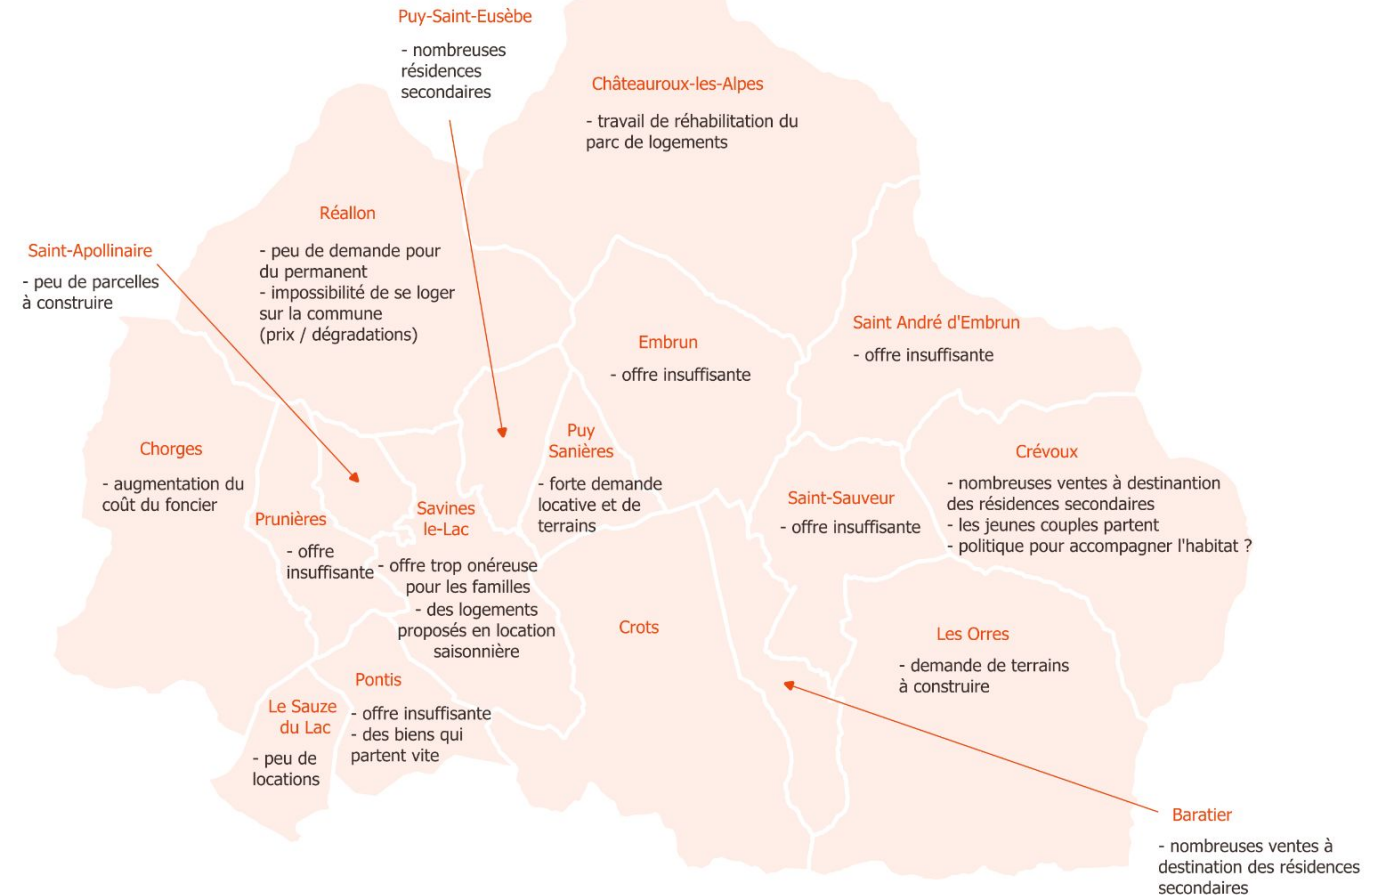 Puy-Saint-Eusèbe
- nombreuses
résidences
secondaires
Châteauroux-les-Alpes
- travail de réhabilitation du
parc de logements
Réallon
- peu de demande pour
du permanent
- impossibilité de se loger
sur la commune
(prix / dégradations)
Saint-Apollinaire
- peu de parcelles
à construire
Embrun
- offre insuffisante
Saint André d'Embrun
- offre insuffisante
Chorges
- augmentation du
coût du foncier
Prunières
- offre
insuffisante
Savines
le-Lac
- offre trop onéreuse
pour les familles
- des logements
proposés en location
saisonnière
Puy
Sanières
- forte demande
locative et de
terrains
Saint-Sauveur
- offre insuffisante
Crévoux
- nombreuses ventes à destinantion
des résidences secondaires
- les jeunes couples partent
- politique pour accompagner l'habitat ?
Crots
Les Orres
- demande de terrains
à construire
Pontis
- offre insuffisante
- des biens qui
partent vite
Le Sauze
du Lac
- peu de
locations
Baratier
- nombreuses ventes à
destination des résidences
secondaires